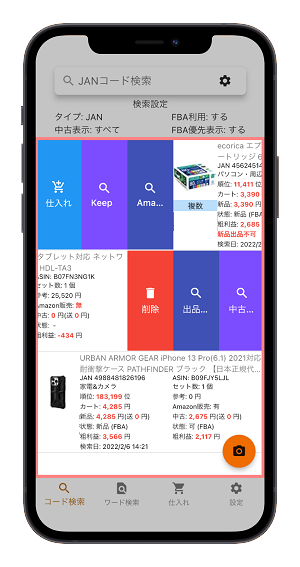 JANコード検索
検索設定
タイプ: JAN
FBA利用: する
中古表示: すべて
FBA優先表示: する
仕入れ
Keep
Ama...
複数
ecorica エプ
ートリッジ 6
JAN 45621451
パソコン・周辺
順位: 11,411 位
カート: 3,390 円
新品: 3,390 円
状態: 新品 (FBA)
粗利益: 2,685 円
新品出品不可
検索日: 2022/2
タブレット対応 ネットワ
HDL-TA3
ASIN: B07FN3NG1K
セット数: 1 個
参考: 25,520 円
Amazon販売: 無
中古: 0 円(送 0 円)
状態: -
粗利益: -434 円
削除
出品...
中古...
URBAN ARMOR GEAR iPhone 13 Pro(6.1) 2021対応
耐衝撃ケース PATHFINDER ブラック 【日本正規代...
JAN 4988481826196
家電&カメラ
順位: 183,199 位
カート: 4,285 円
新品: 4,285 円(送 0 円)
状態: 新品 (FBA)
粗利益: 3,566 円
検索日: 2022/2/6 14:21
ASIN: B09FJY5LJL
セット数: 1 個
参考: 0 円
Amazon販売: 有
中古: 2,675 円(送 0 円)
状態: 可 (FBA)
粗利益: 2,117 円
コード検索
ワード検索
仕入れ
設定